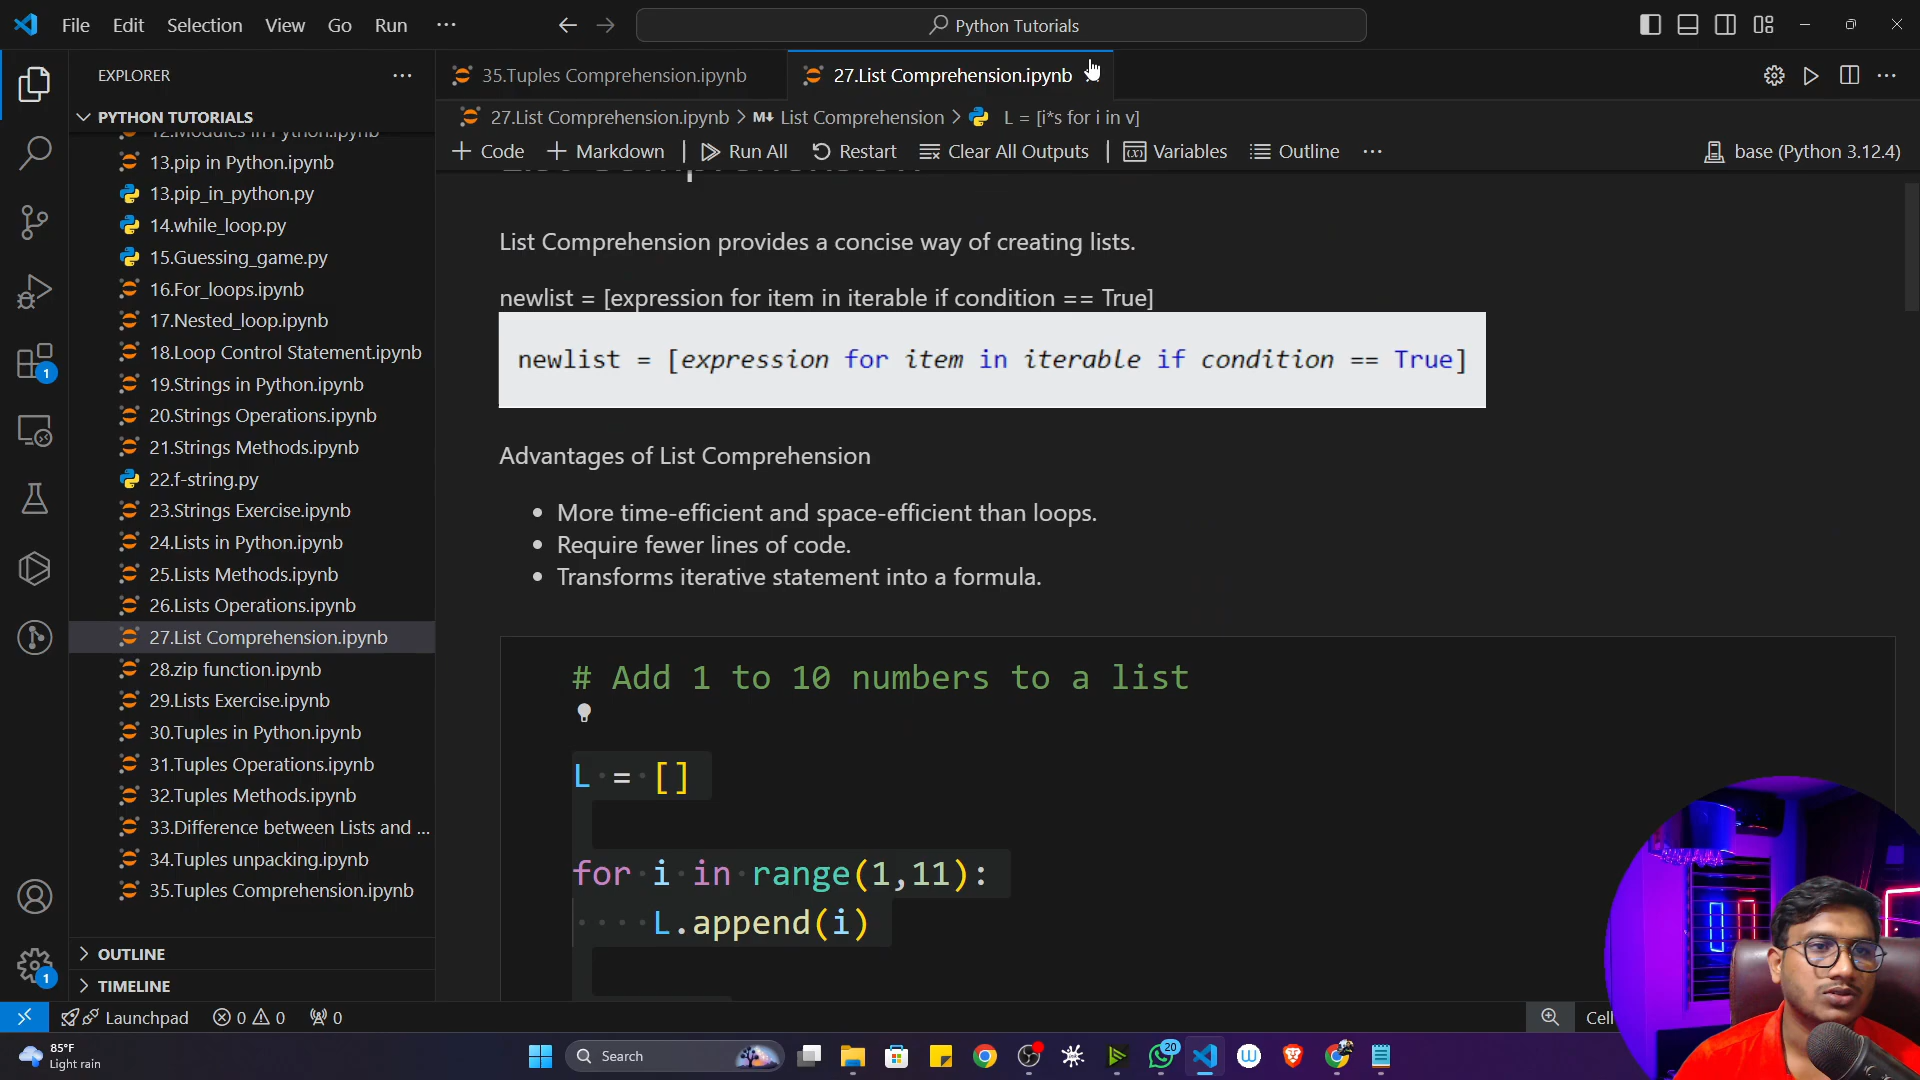 File Edit Selection View Go Run ···
Python Tutorials
EXPLORER ···
PYTHON TUTORIALS
13.pip in Python.ipynb
13.pip_in_python.py
14.while_loop.py
15.Guessing_game.py
16.For_loops.ipynb
17.Nested_loop.ipynb
18.Loop Control Statement.ipynb
19.Strings in Python.ipynb
20.Strings Operations.ipynb
21.Strings Methods.ipynb
22.f-string.py
23.Strings Exercise.ipynb
24.Lists in Python.ipynb
25.Lists Methods.ipynb
26.Lists Operations.ipynb
27.List Comprehension.ipynb
28.zip function.ipynb
29.Lists Exercise.ipynb
30.Tuples in Python.ipynb
31.Tuples Operations.ipynb
32.Tuples Methods.ipynb
33.Difference between Lists and ...
34.Tuples unpacking.ipynb
35.Tuples Comprehension.ipynb
OUTLINE
TIMELINE
1
1
35.Tuples Comprehension.ipynb 27.List Comprehension.ipynb
27.List Comprehension.ipynb > M↓ List Comprehension > L = [i*s for i in v]
+ Code + Markdown | Run All Restart Clear All Outputs | Variables Outline ··· base (Python 3.12.4)
List Comprehension provides a concise way of creating lists.
newlist = [expression for item in iterable if condition == True]
newlist = [expression for item in iterable if condition == True]
Advantages of List Comprehension
• More time-efficient and space-efficient than loops.
• Require fewer lines of code.
• Transforms iterative statement into a formula.
# Add 1 to 10 numbers to a list
L = []
for i in range(1,11):
L.append(i)
Launchpad 0 0 0 Cell
85°F
Light rain
Search
20